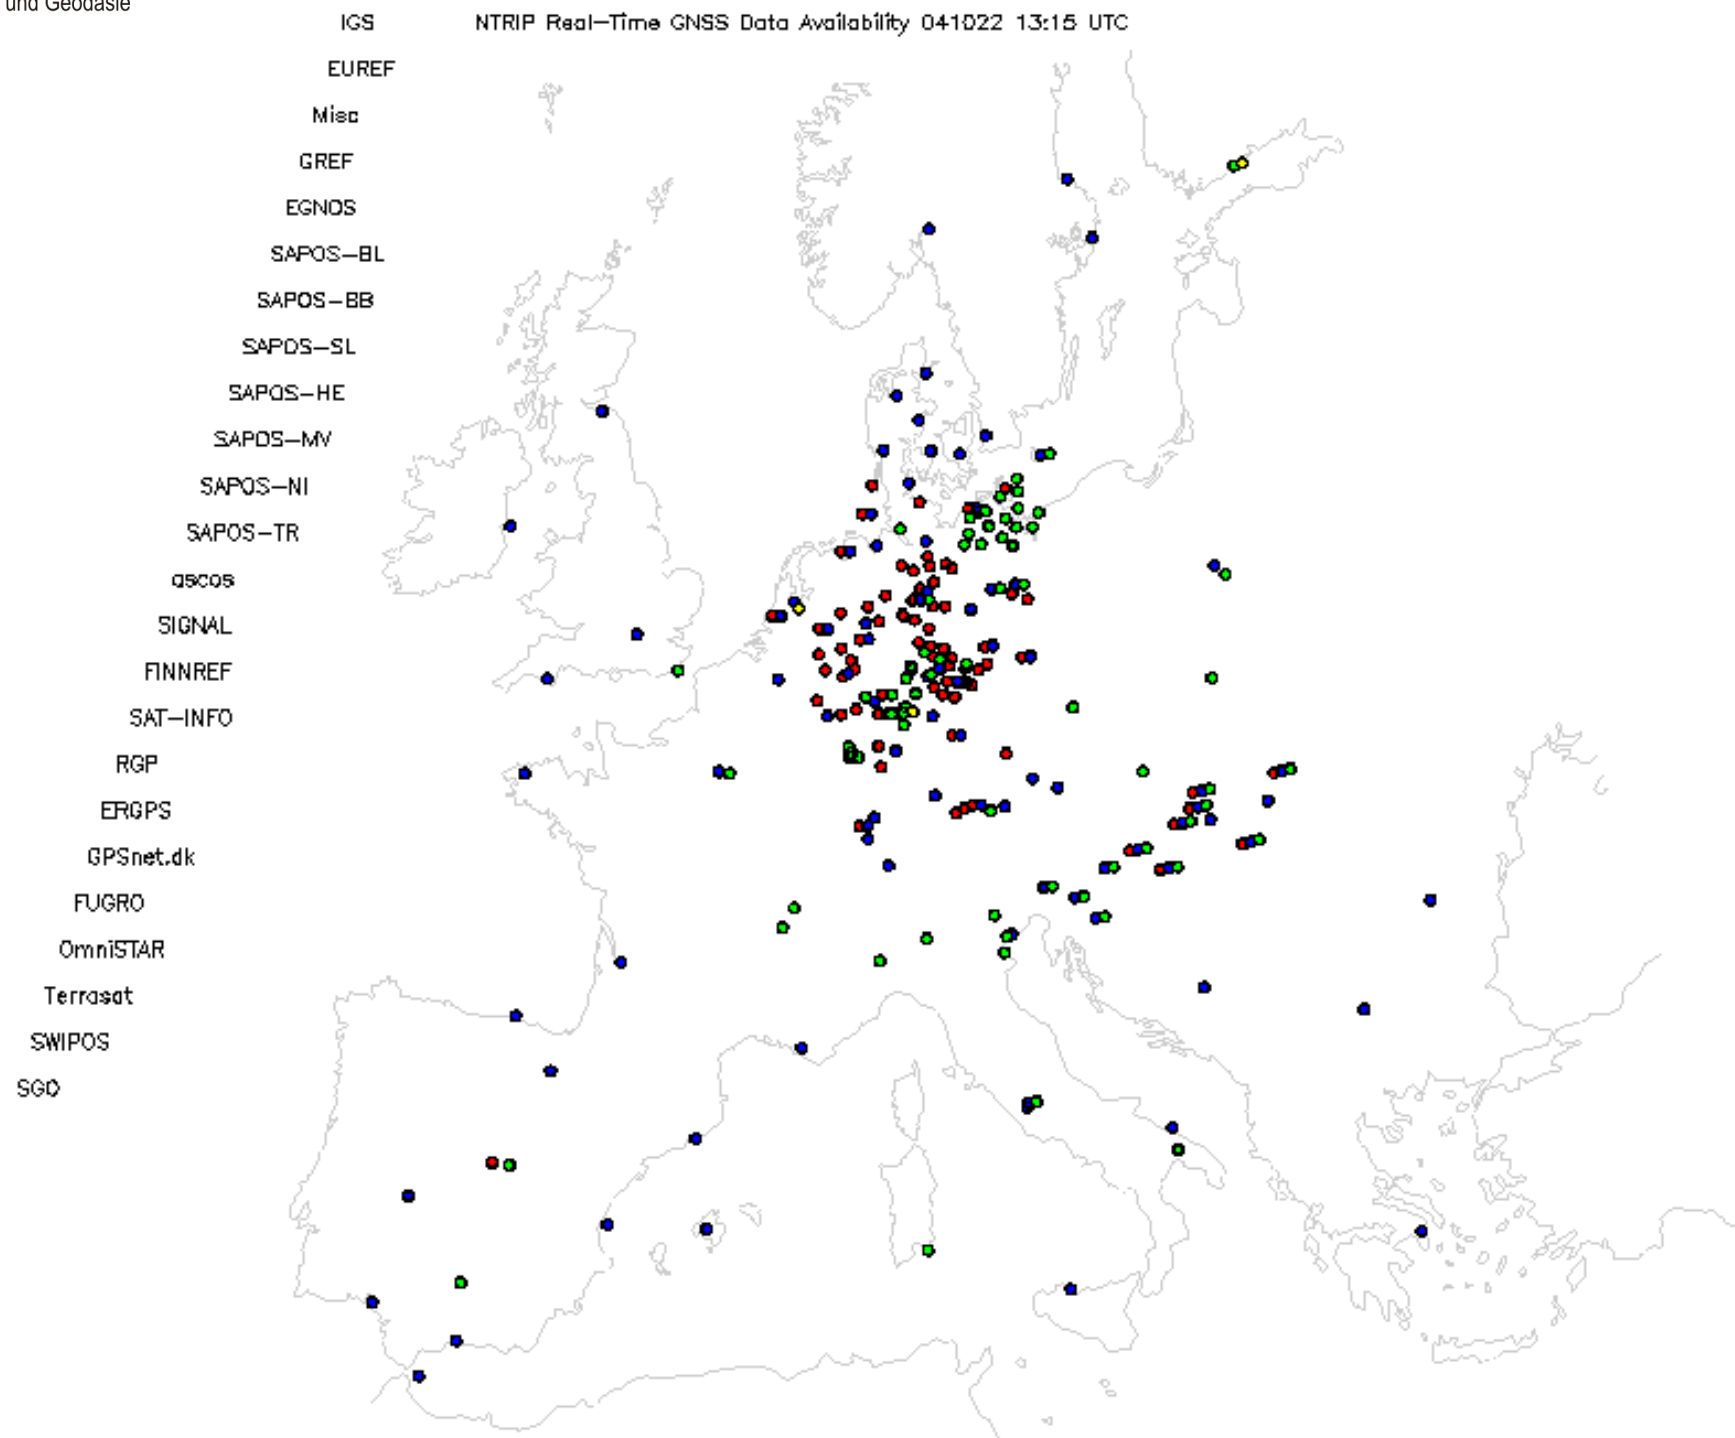 und Geodäsie
IGS NTRIP Real-Time GNSS Data Availability 041022 13:15 UTC
EUREF
Misc
GREF
EGNOS
SAPOS-BL
SAPOS-BB
SAPOS-SL
SAPOS-HE
SAPOS-MV
SAPOS-NI
SAPOS-TR
ascos
SIGNAL
FINNREF
SAT-INFO
RGP
ERGPS
GPSnet.dk
FUGRO
OmniSTAR
Terrasat
SWIPOS
SGO